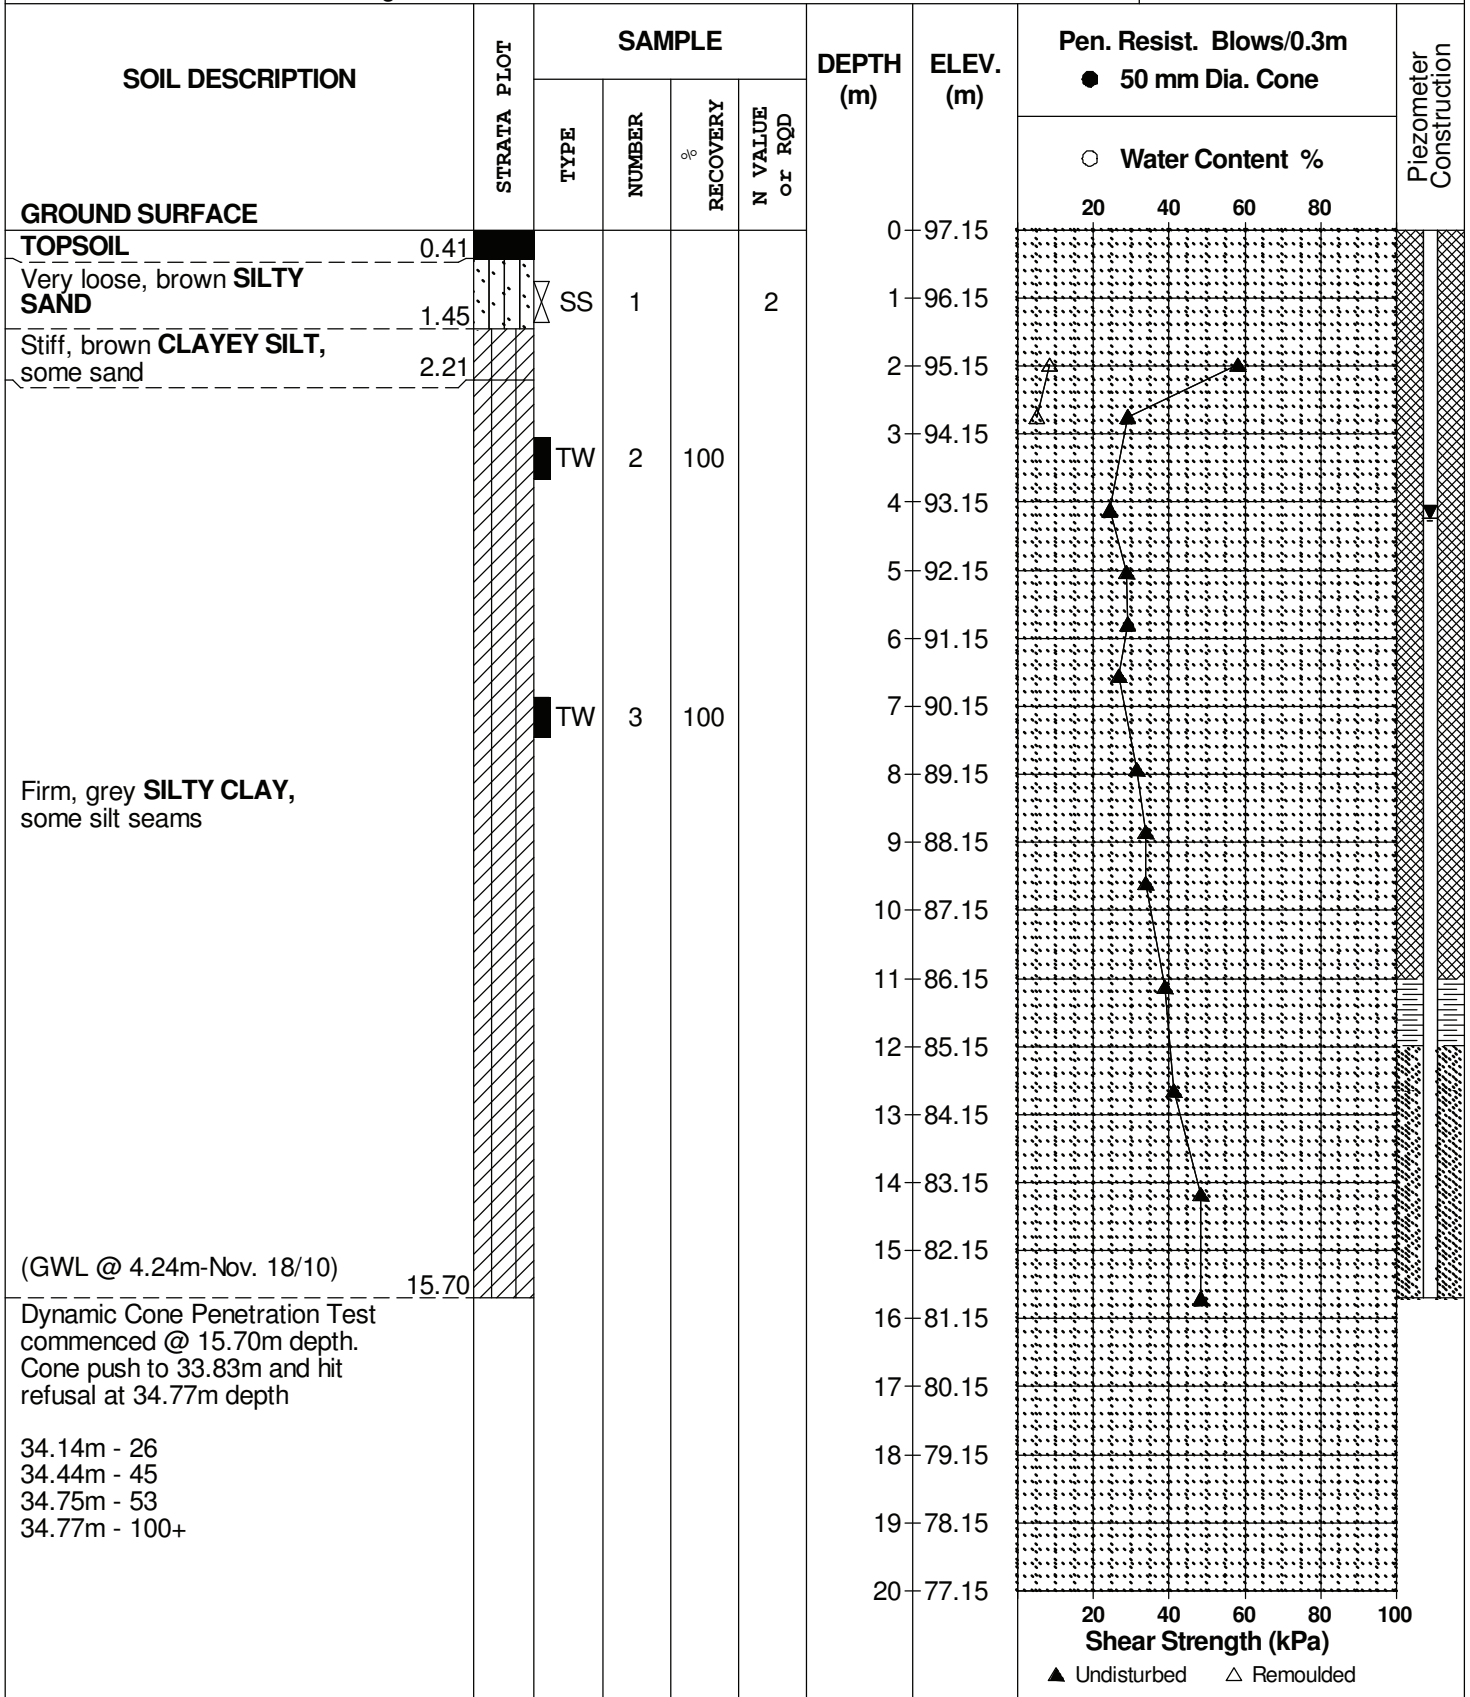 SOIL DESCRIPTION
STRATA PLOT
SAMPLE
TYPE
NUMBER
% RECOVERY
N VALUE or RQD
DEPTH (m)
ELEV. (m)
Pen. Resist. Blows/0.3m
● 50 mm Dia. Cone
○ Water Content %
Piezometer Construction
20 40 60 80
GROUND SURFACE
0 97.15
TOPSOIL 0.41
Very loose, brown SILTY
SAND 1.45
SS 1 2
1 96.15
Stiff, brown CLAYEY SILT,
some sand 2.21
2 95.15
3 94.15
TW 2 100
4 93.15
5 92.15
6 91.15
7 90.15
TW 3 100
8 89.15
Firm, grey SILTY CLAY,
some silt seams
9 88.15
10 87.15
11 86.15
12 85.15
13 84.15
14 83.15
15 82.15
(GWL @ 4.24m-Nov. 18/10)
15.70
Dynamic Cone Penetration Test
commenced @ 15.70m depth.
Cone push to 33.83m and hit
refusal at 34.77m depth
16 81.15
17 80.15
34.14m - 26
34.44m - 45
34.75m - 53
34.77m - 100+
18 79.15
19 78.15
20 77.15
20 40 60 80 100
Shear Strength (kPa)
▲ Undisturbed △ Remoulded